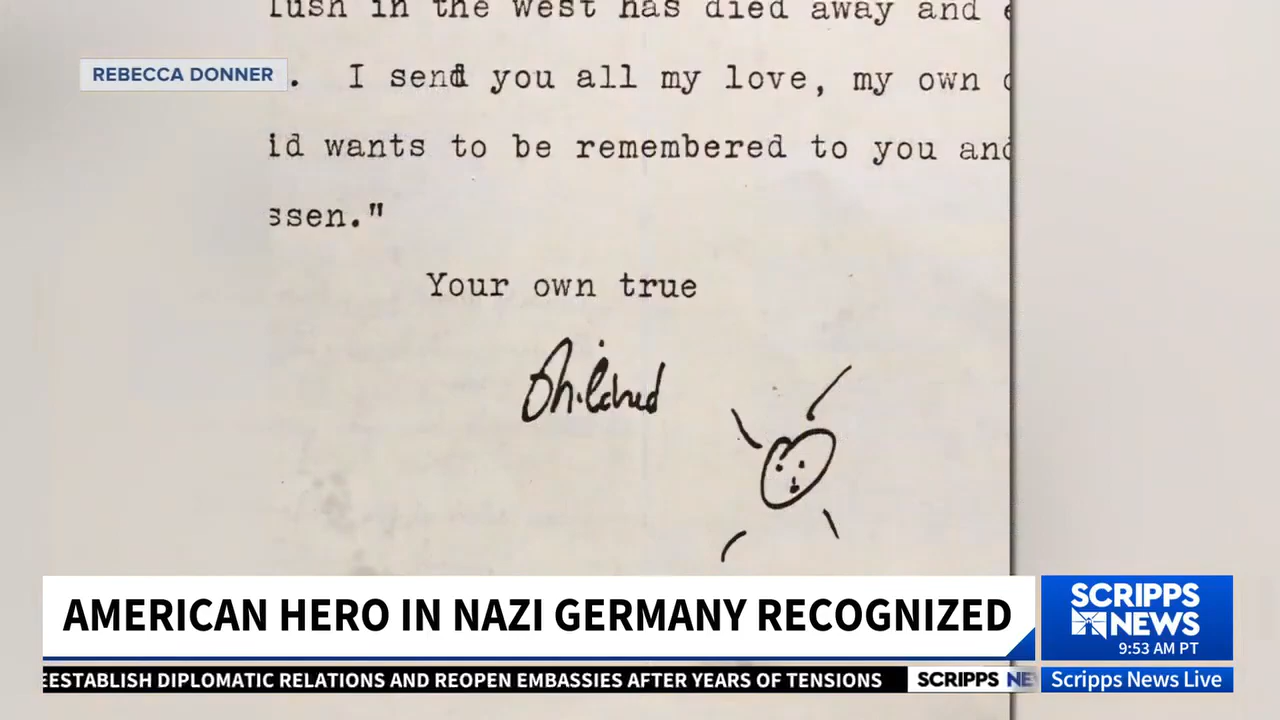 lush in the west has died away and
REBECCA DONNER
. I send you all my love, my own
id wants to be remembered to you and
ssen."
Your own true
Mildred
AMERICAN HERO IN NAZI GERMANY RECOGNIZED
SCRIPPS NEWS
9:53 AM PT
EESTABLISH DIPLOMATIC RELATIONS AND REOPEN EMBASSIES AFTER YEARS OF TENSIONS
SCRIPPS NE
Scripps News Live